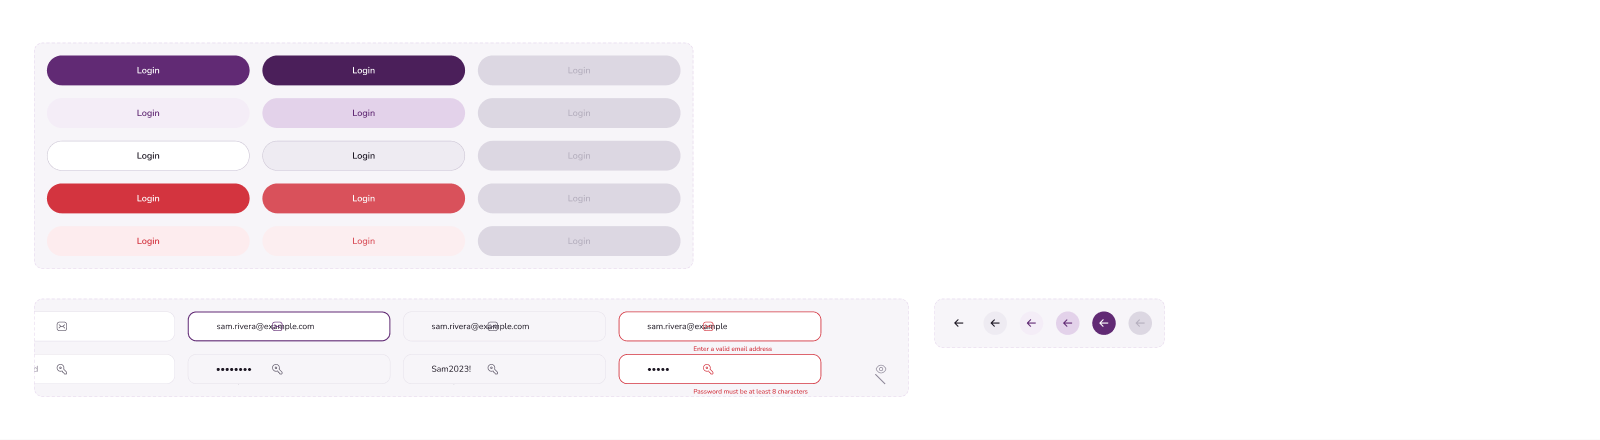 Login Login Login
Login Login Login
Login Login Login
Login Login Login
Login Login Login
sam.rivera@example.com sam.rivera@example.com sam.rivera@example
Enter a valid email address
•••••••• Sam2023! •••••
Password must be at least 8 characters